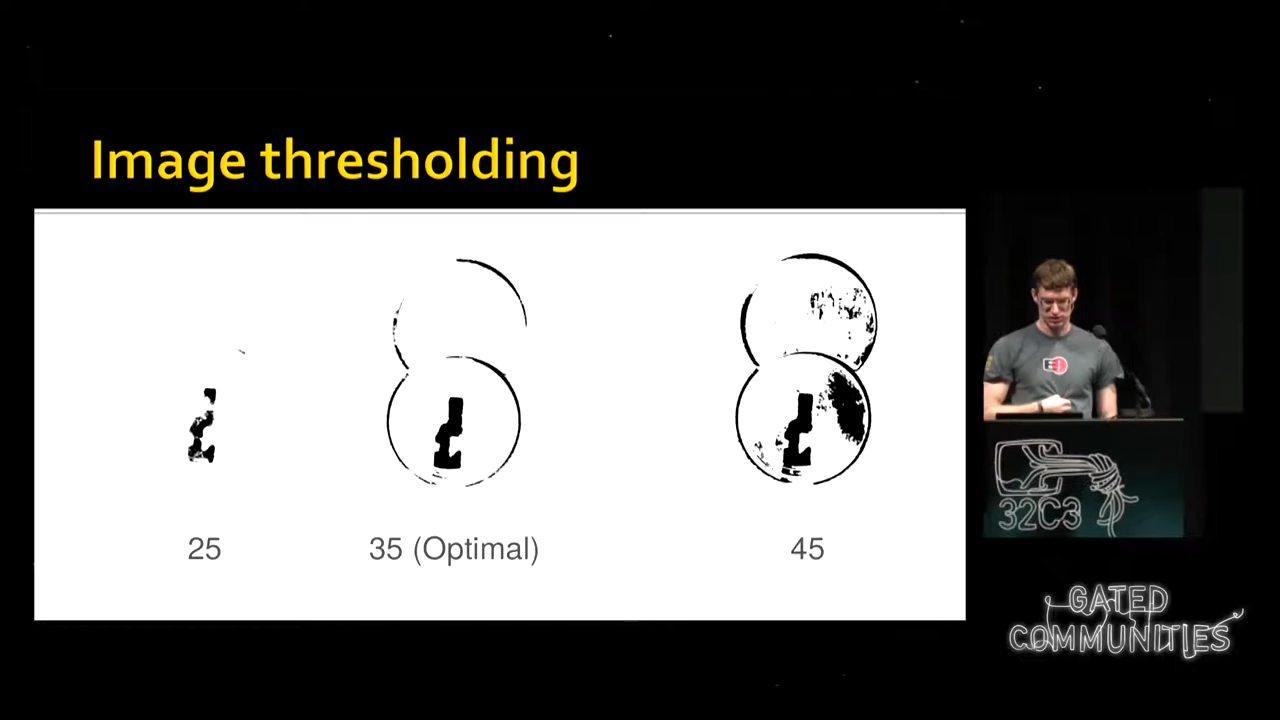 Image thresholding
25
35 (Optimal)
45
32C3
GATED
COMMUNITIES